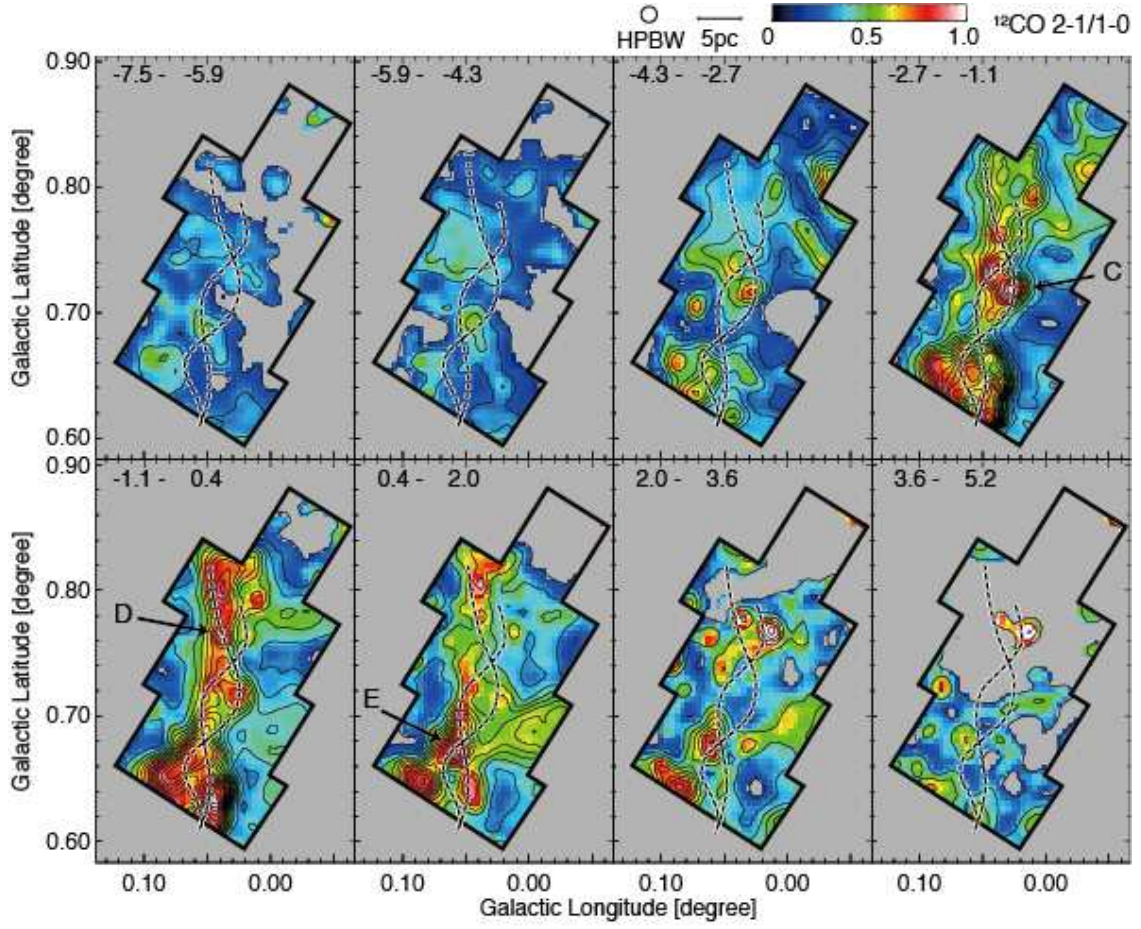 HPBW 5pc 0 0.5 1.0 ¹²CO 2-1/1-0
0.90
-7.5 - -5.9 -5.9 - -4.3 -4.3 - -2.7 -2.7 - -1.1
Galactic Latitude [degree]
0.80
C
0.70
0.60
0.90
-1.1 - 0.4 0.4 - 2.0 2.0 - 3.6 3.6 - 5.2
Galactic Latitude [degree]
0.80
D
0.70
E
0.60
0.10 0.00 0.10 0.00 0.10 0.00 0.10 0.00
Galactic Longitude [degree]